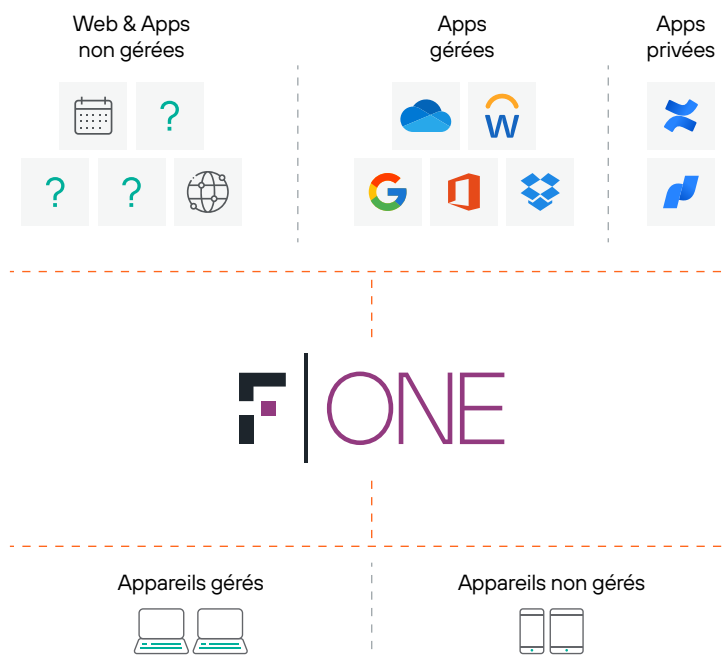 Web & Apps
non gérées
Apps
gérées
Apps
privées
?
W
?
?
F|ONE
Appareils gérés
Appareils non gérés